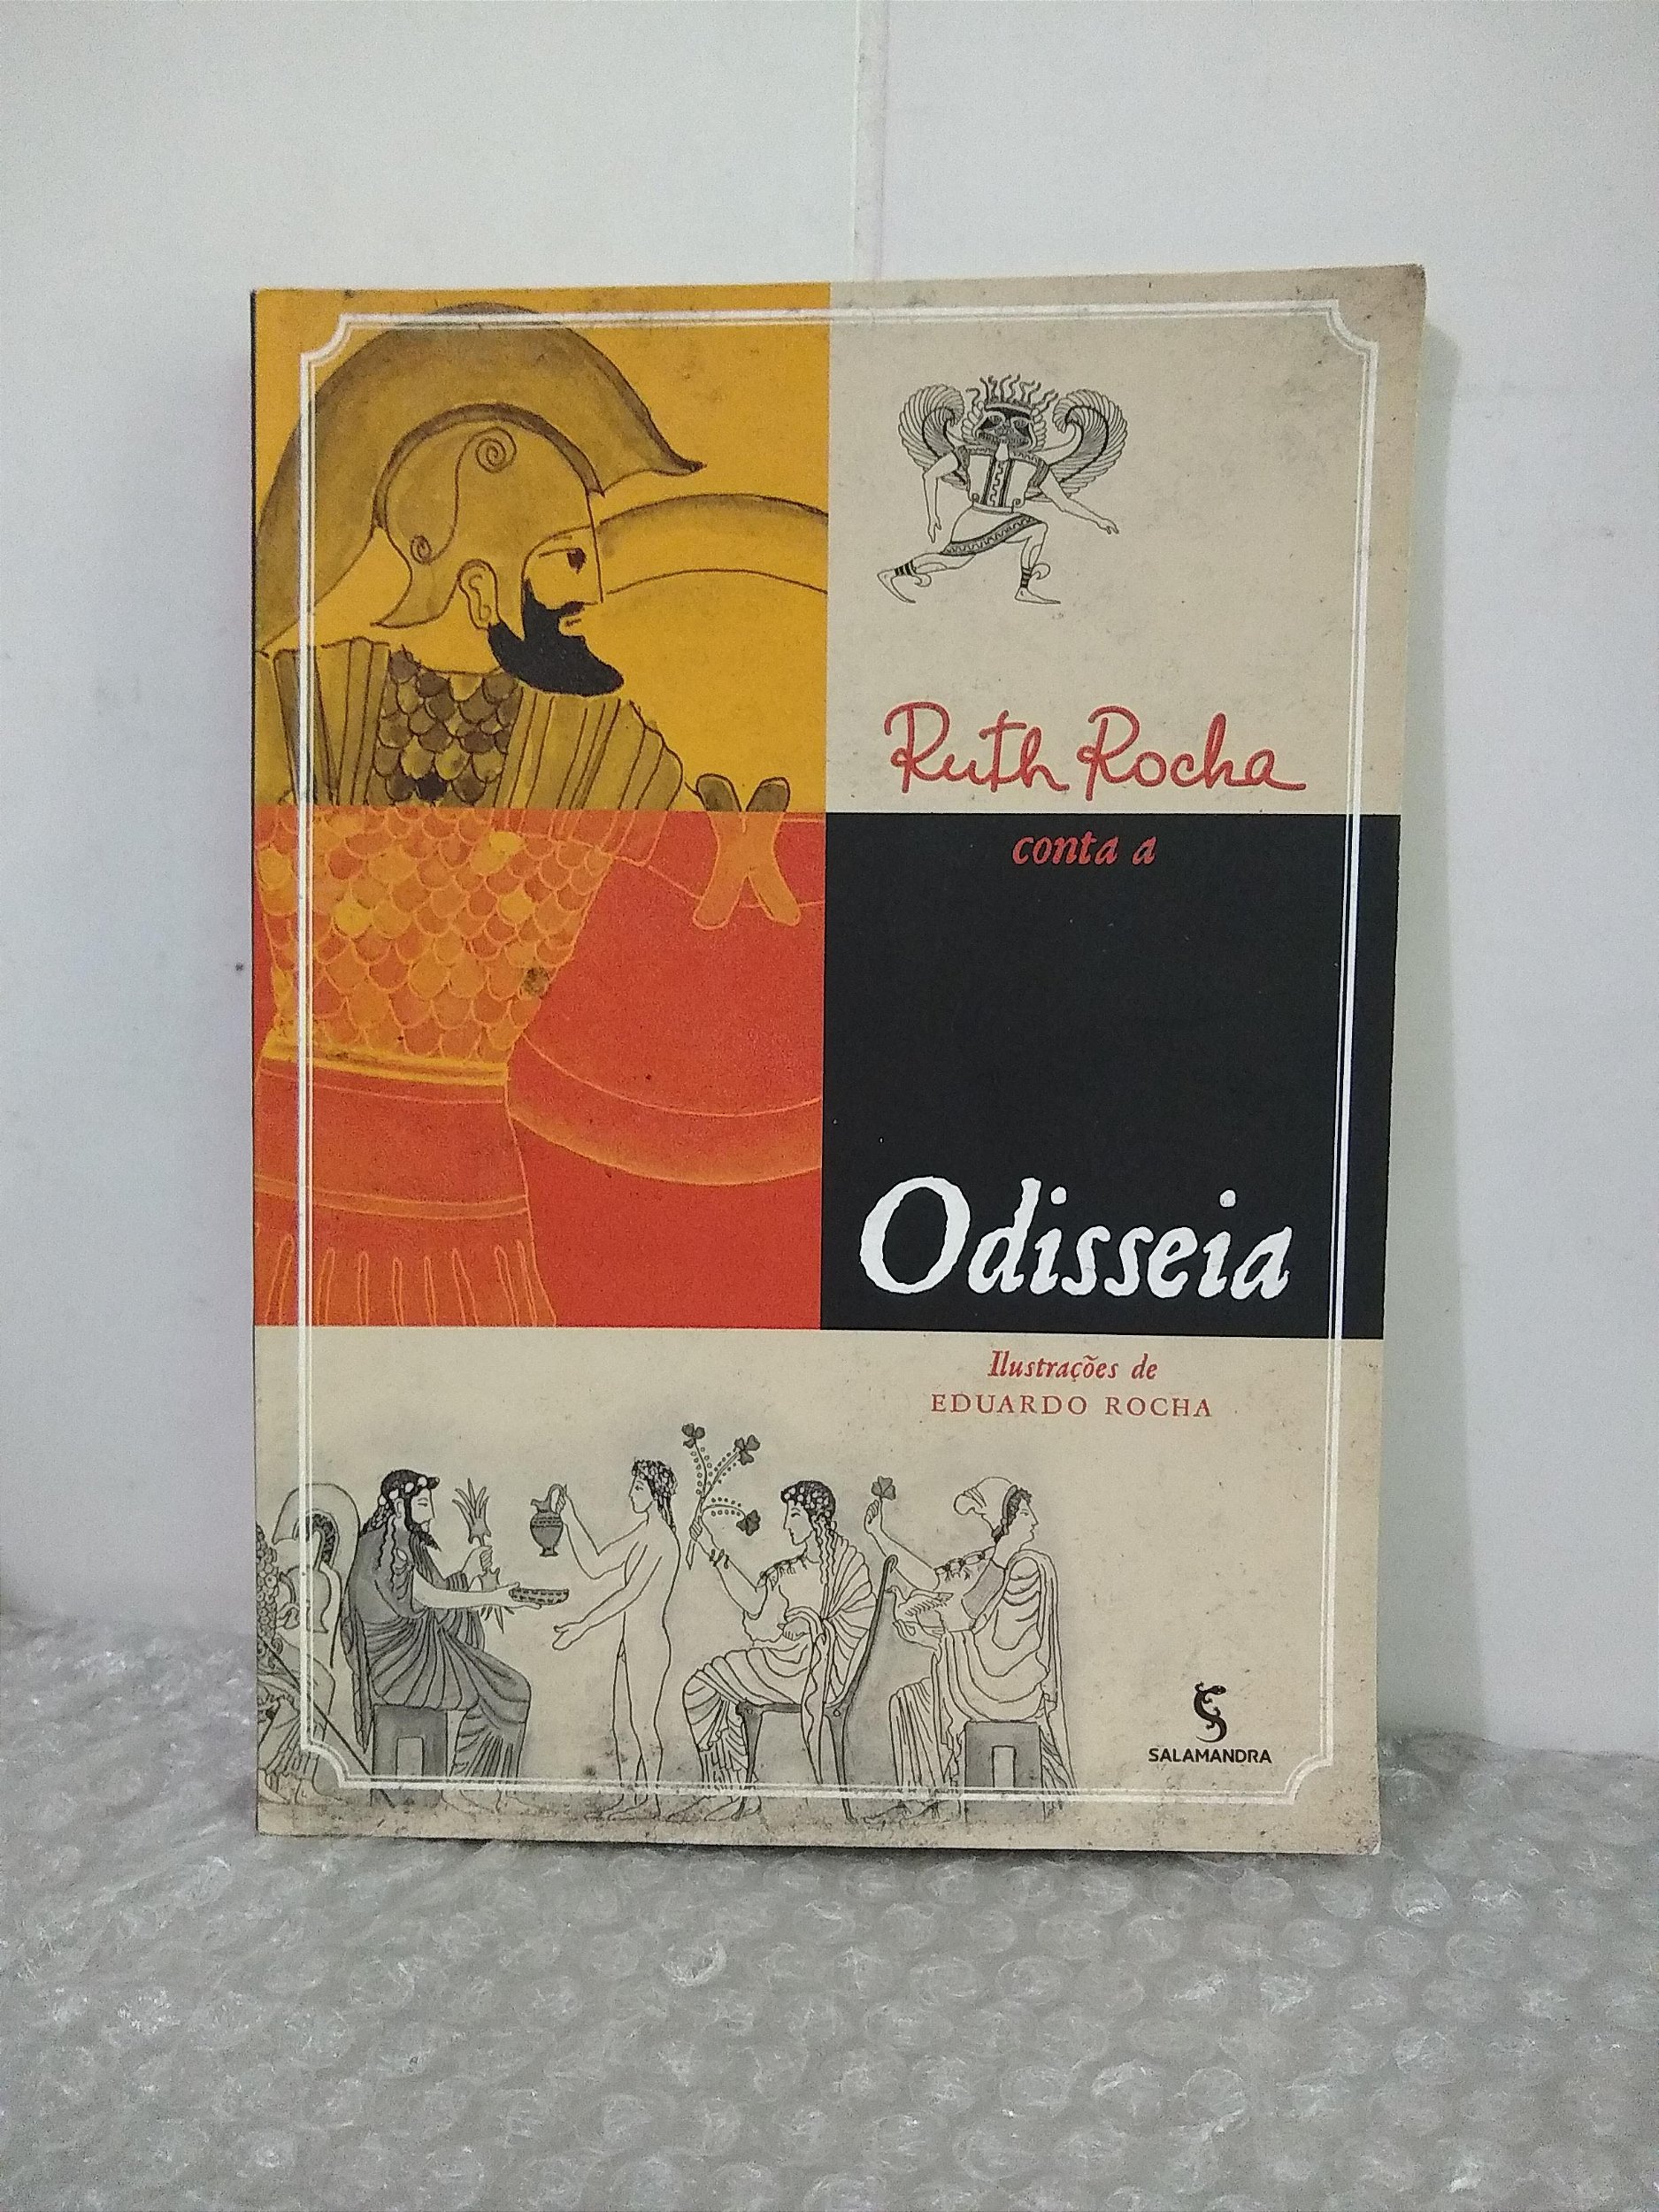 Ruth Rocha
conta a
Odisseia
Ilustrações de
EDUARDO ROCHA
SALAMANDRA